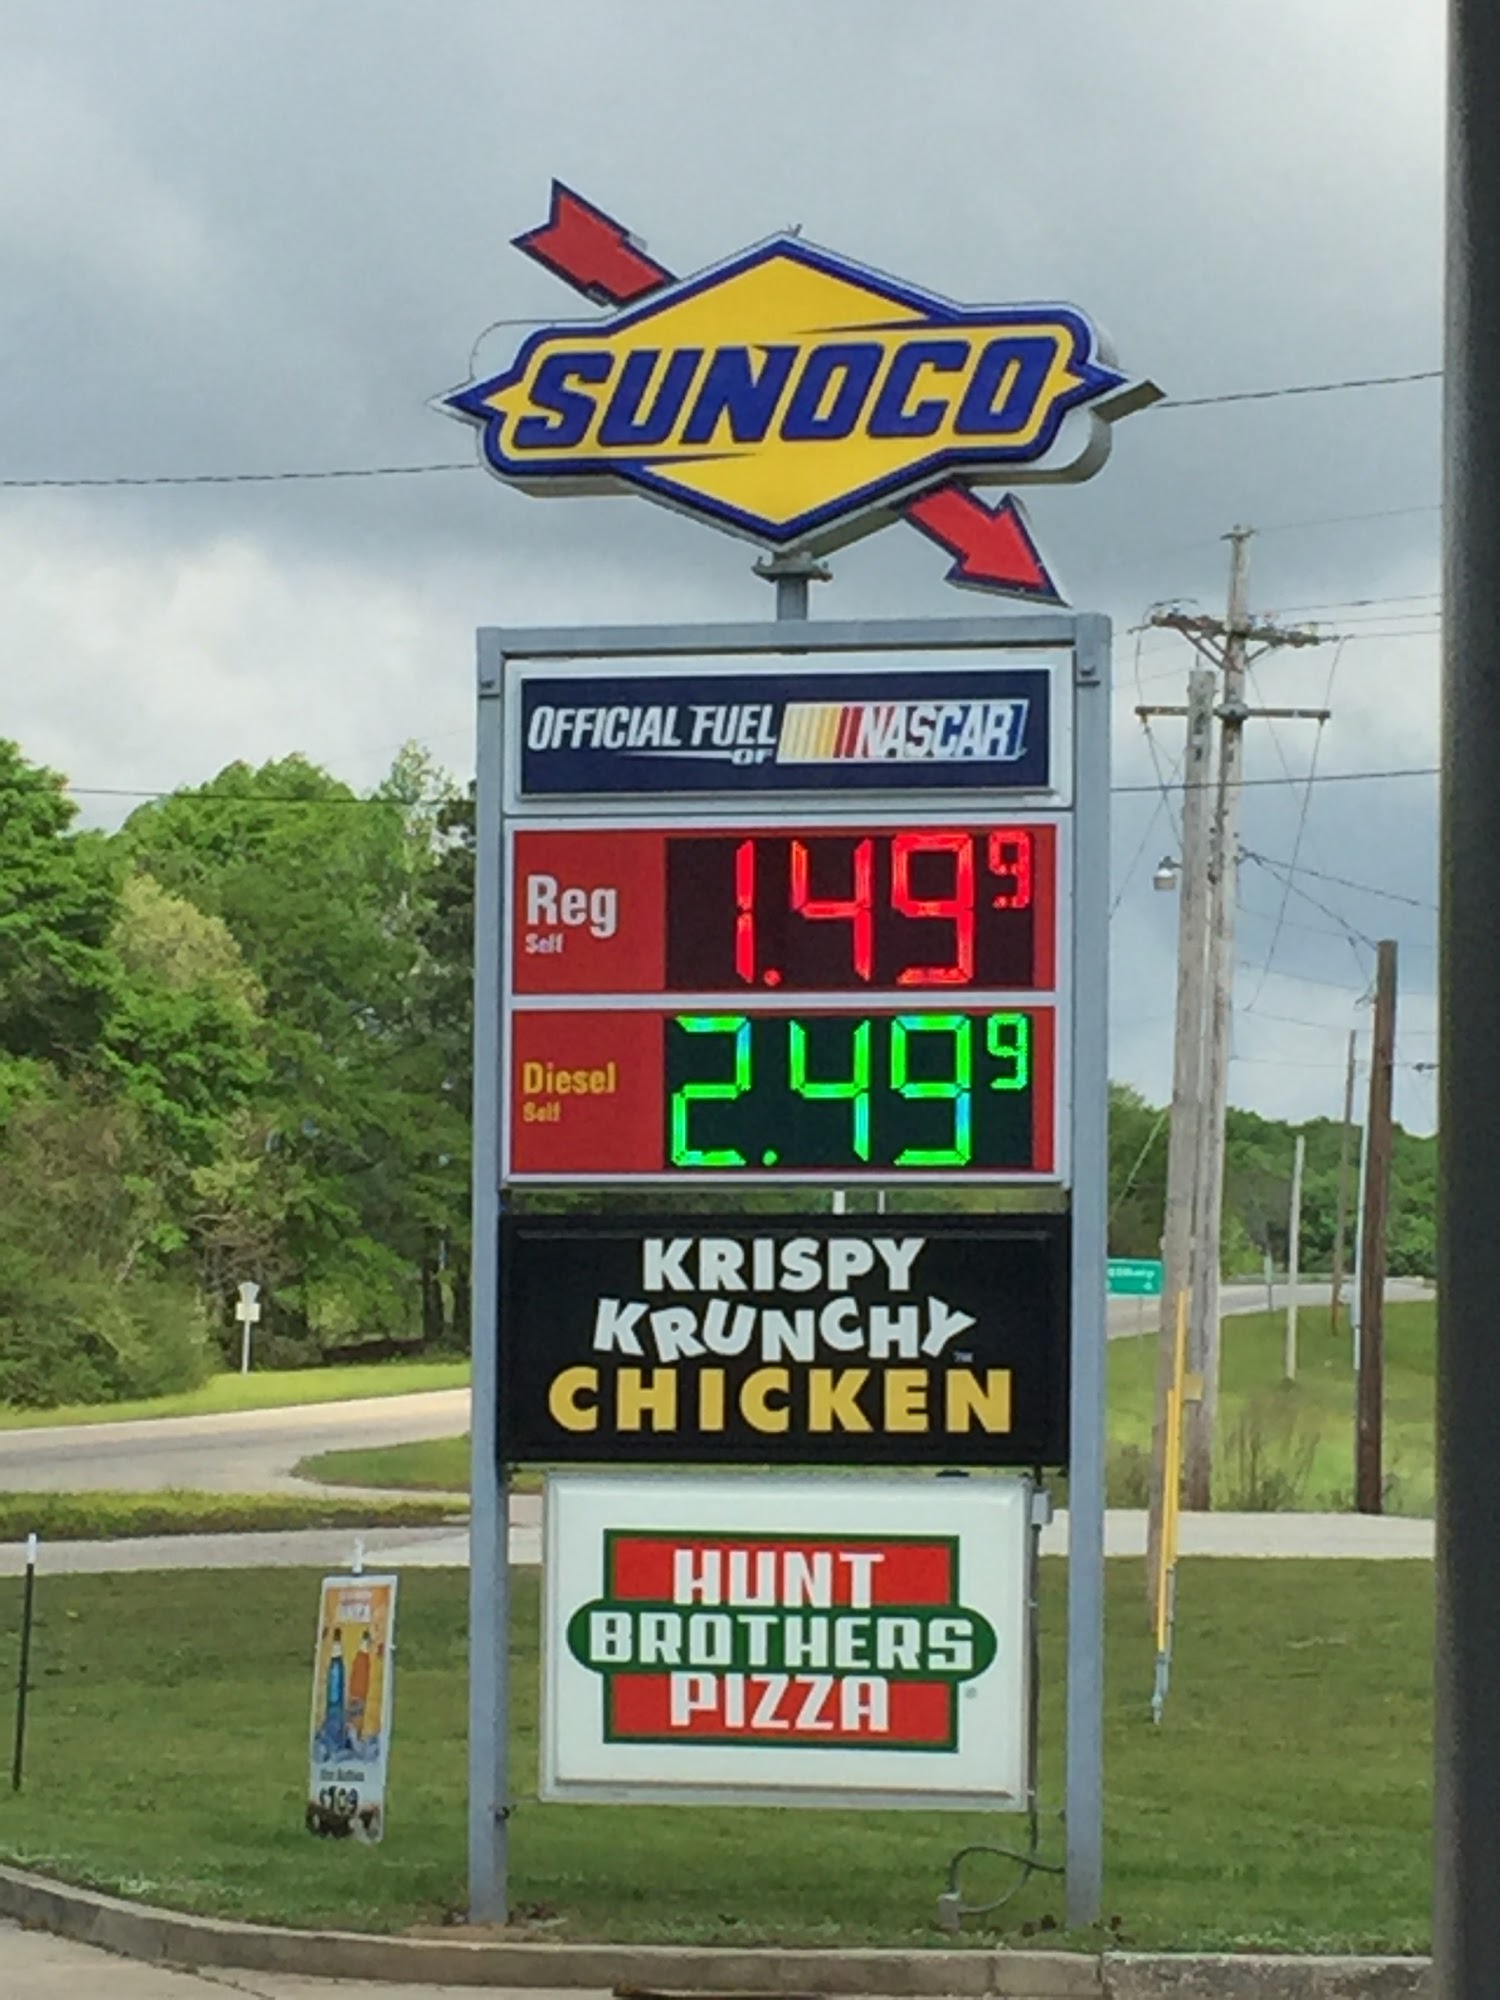 SUNOCO
OFFICIAL FUEL OF NASCAR
Reg 1.49 9
Self
Diesel 2.49 9
Self
KRISPY
KRUNCHY
CHICKEN
HUNT
BROTHERS
PIZZA